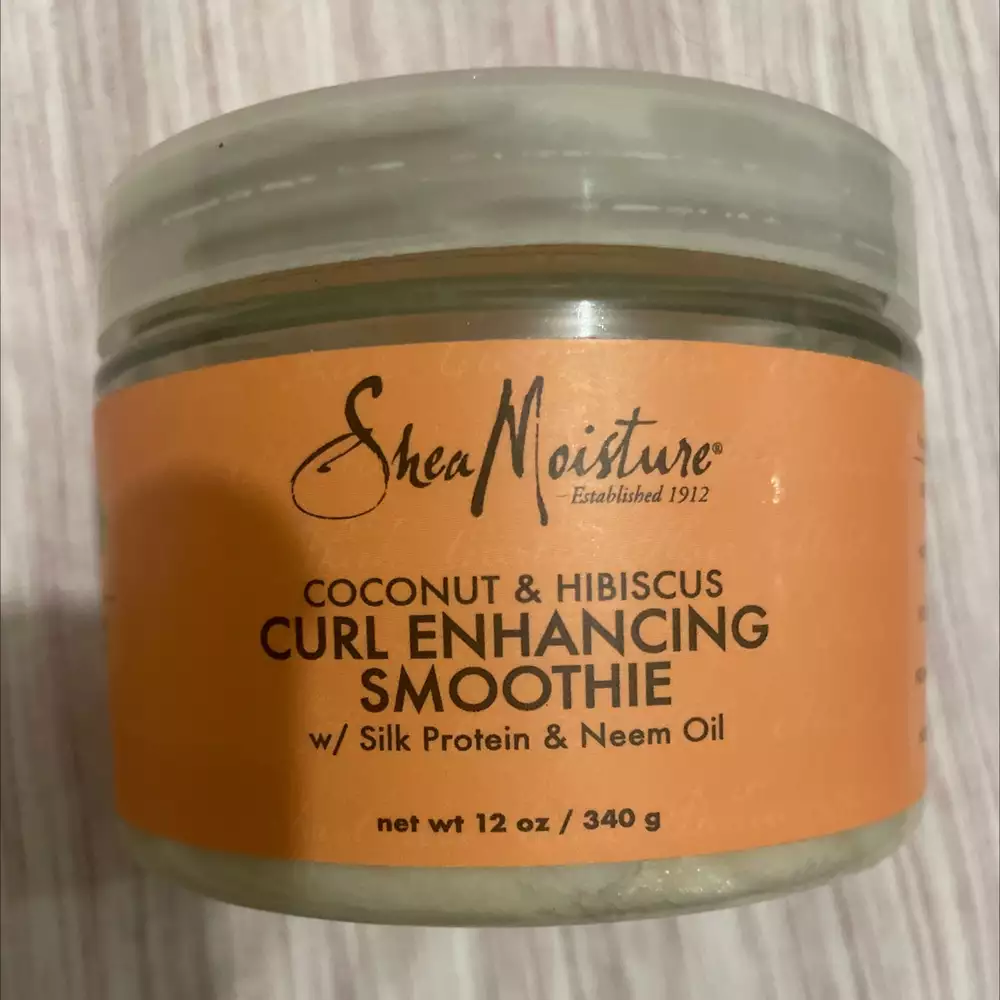 SheaMoisture®
Established 1912
COCONUT & HIBISCUS
CURL ENHANCING
SMOOTHIE
w/ Silk Protein & Neem Oil
net wt 12 oz / 340 g